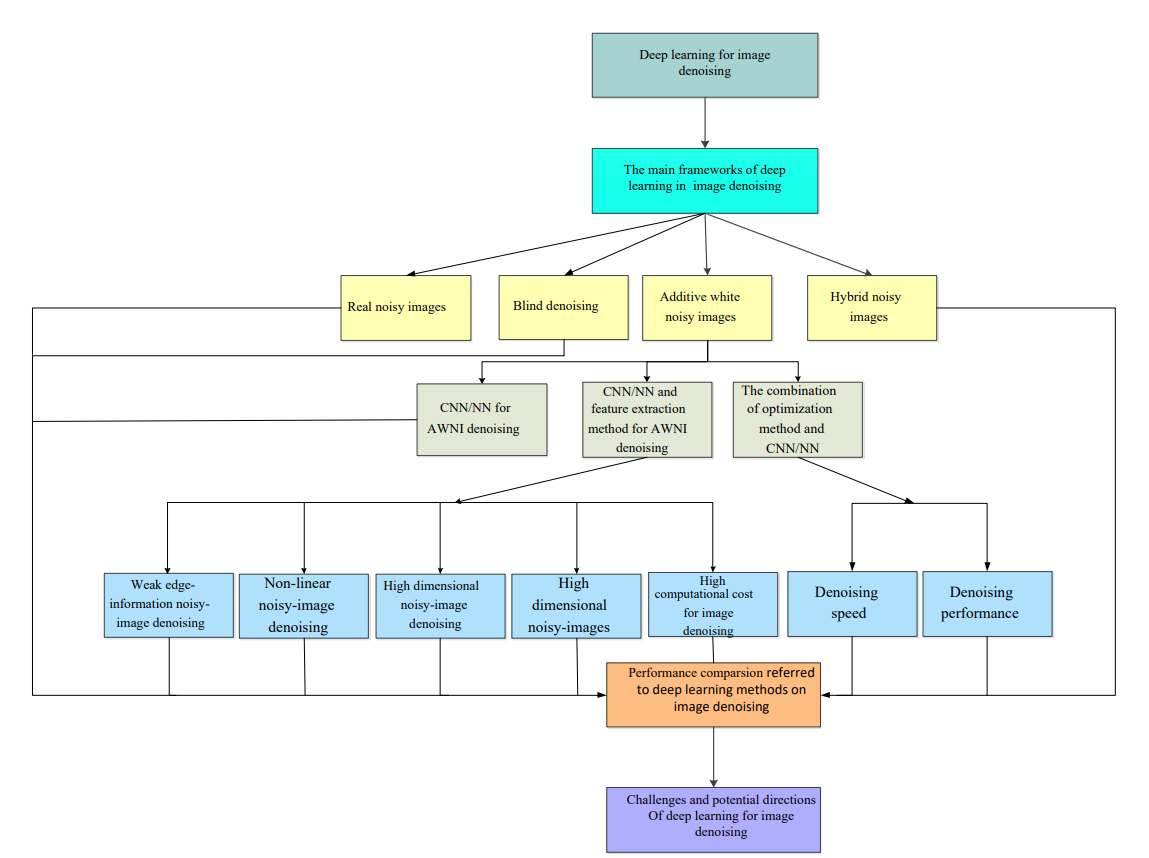 Deep learning for image
denoising
The main frameworks of deep
learning in image denoising
Real noisy images
Blind denoising
Additive white
noisy images
Hybrid noisy
images
CNN/NN for
AWNI denoising
CNN/NN and
feature extraction
method for AWNI
denoising
The combination
of optimization
method and
CNN/NN
Weak edge-
information noisy-
image denoising
Non-linear
noisy-image
denoising
High dimensional
noisy-image
denoising
High
dimensional
noisy-images
High
computational cost
for image
denoising
Denoising
speed
Denoising
performance
Performance comparsion referred
to deep learning methods on
image denoising
Challenges and potential directions
Of deep learning for image
denoising